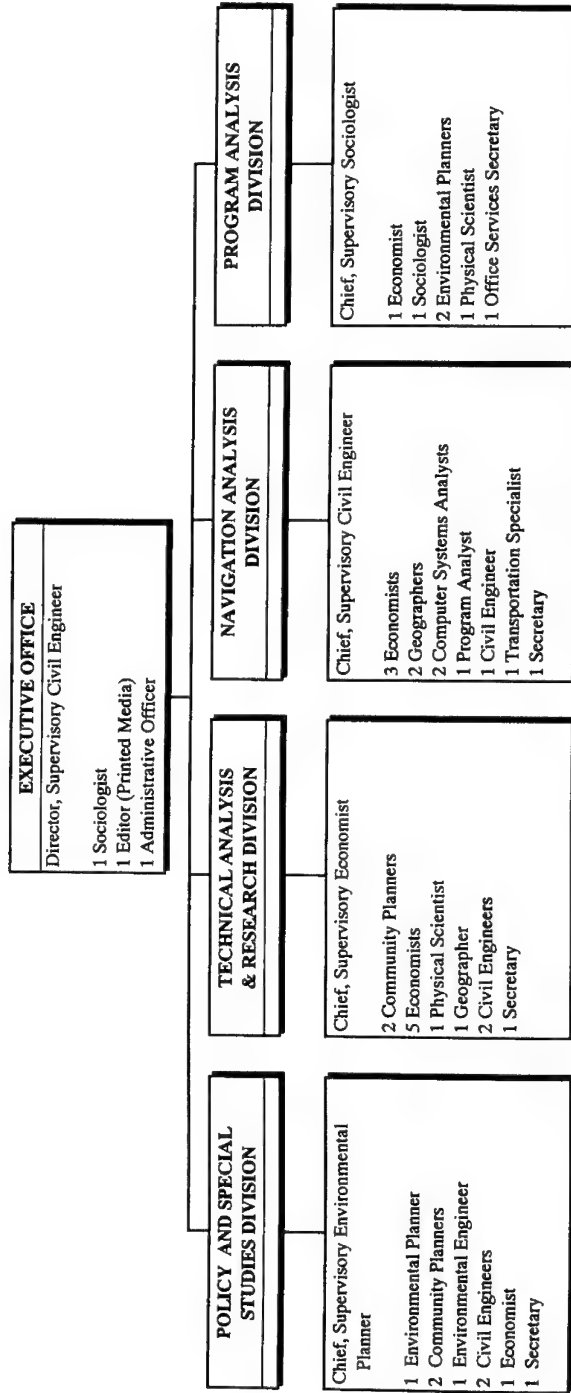 EXECUTIVE OFFICE
Director, Supervisory Civil Engineer
1 Sociologist
1 Editor (Printed Media)
1 Administrative Officer
POLICY AND SPECIAL
STUDIES DIVISION
Chief, Supervisory Environmental
Planner
1 Environmental Planner
2 Community Planners
1 Environmental Engineer
2 Civil Engineers
1 Economist
1 Secretary
TECHNICAL ANALYSIS
& RESEARCH DIVISION
Chief, Supervisory Economist
2 Community Planners
5 Economists
1 Physical Scientist
1 Geographer
2 Civil Engineers
1 Secretary
NAVIGATION ANALYSIS
DIVISION
Chief, Supervisory Civil Engineer
3 Economists
2 Geographers
2 Computer Systems Analysts
1 Program Analyst
1 Civil Engineer
1 Transportation Specialist
1 Secretary
PROGRAM ANALYSIS
DIVISION
Chief, Supervisory Sociologist
1 Economist
1 Sociologist
2 Environmental Planners
1 Physical Scientist
1 Office Services Secretary